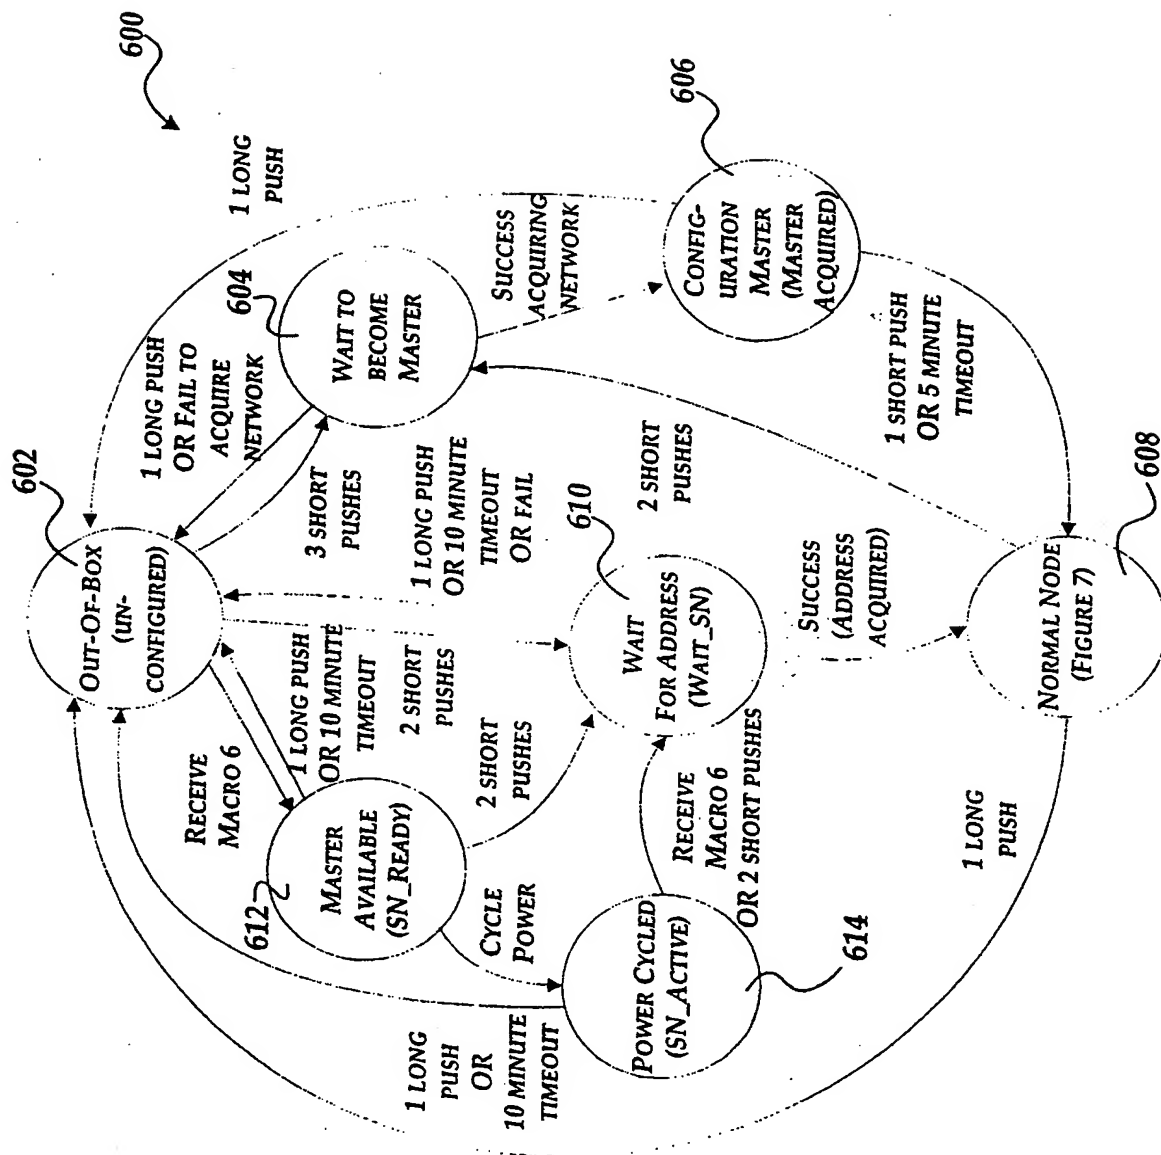 600
1 LONG
PUSH
606
CONFIG-
URATION
MASTER
(MASTER
ACQUIRED)
SUCCESS
ACQUIRING
NETWORK
604
WAIT TO
BECOME
MASTER
1 LONG PUSH
OR FAIL TO
ACQUIRE
NETWORK
602
OUT-OF-BOX
(UN-
CONFIGURED)
3 SHORT
PUSHES
1 LONG PUSH
OR 10 MINUTE
TIMEOUT
OR FAIL
2 SHORT
PUSHES
1 SHORT PUSH
OR 5 MINUTE
TIMEOUT
608
NORMAL NODE
(FIGURE 7)
610
WAIT
FOR ADDRESS
(WAIT_SN)
SUCCESS
(ADDRESS
ACQUIRED)
1 LONG PUSH
OR 10 MINUTE
TIMEOUT
2 SHORT
PUSHES
RECEIVE
MACRO 6
2 SHORT
PUSHES
612
MASTER
AVAILABLE
(SN_READY)
CYCLE
POWER
RECEIVE
MACRO 6
OR 2 SHORT PUSHES
614
POWER CYCLED
(SN_ACTIVE)
1 LONG
PUSH
1 LONG
PUSH OR
10 MINUTE
TIMEOUT